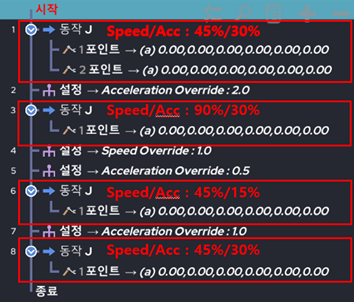 시작
1 동작 J Speed/Acc : 45%/30%
1 포인트 → (a) 0.00,0.00,0.00,0.00,0.00,0.00
2 포인트 → (a) 0.00,0.00,0.00,0.00,0.00,0.00
2 설정 → Acceleration Override : 2.0
3 동작 J Speed/Acc : 90%/30%
1 포인트 → (a) 0.00,0.00,0.00,0.00,0.00,0.00
4 설정 → Speed Override : 1.0
5 설정 → Acceleration Override : 0.5
6 동작 J Speed/Acc : 45%/15%
1 포인트 → (a) 0.00,0.00,0.00,0.00,0.00,0.00
7 설정 → Acceleration Override : 1.0
8 동작 J Speed/Acc : 45%/30%
1 포인트 → (a) 0.00,0.00,0.00,0.00,0.00,0.00
종료